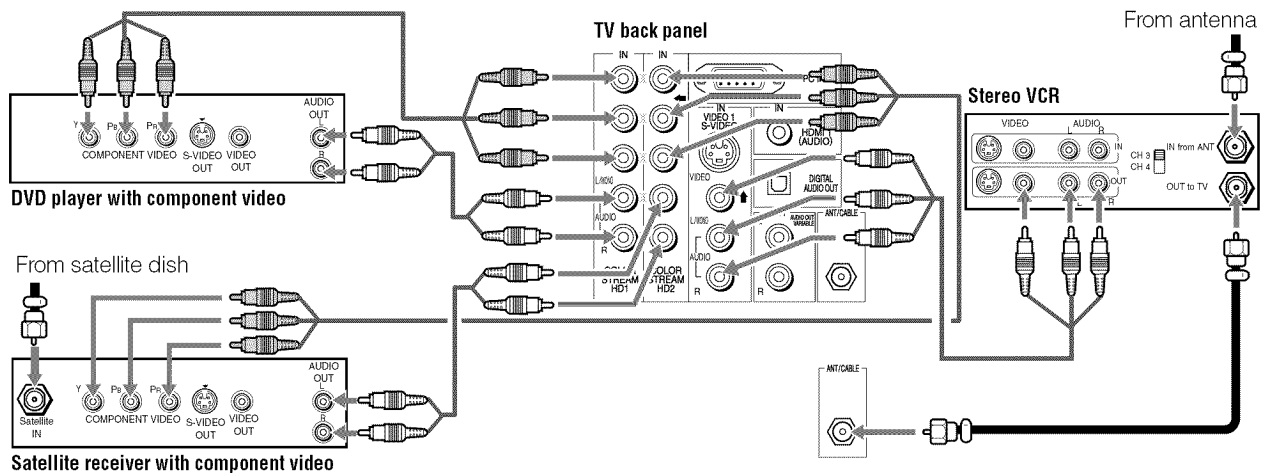 TV back panel
From antenna
IN
IN
Stereo VCR
AUDIO OUT
L
R
Y
PB
PR
COMPONENT VIDEO
S-VIDEO OUT
VIDEO OUT
DVD player with component video
L/MONO
AUDIO
R
STREAM HD1
COLOR STREAM HD2
IN
VIDEO 1
S-VIDEO
VIDEO
L/MONO
AUDIO
R
IN
HDMI 1 (AUDIO)
DIGITAL AUDIO OUT
AUDIO OUT VARIABLE
R
ANT/CABLE
VIDEO
AUDIO
L
R
IN
CH 3
CH 4
IN from ANT
OUT
OUT to TV
L
R
From satellite dish
Satellite IN
Y
PB
PR
COMPONENT VIDEO
S-VIDEO OUT
VIDEO OUT
AUDIO OUT
L
R
Satellite receiver with component video
ANT/CABLE